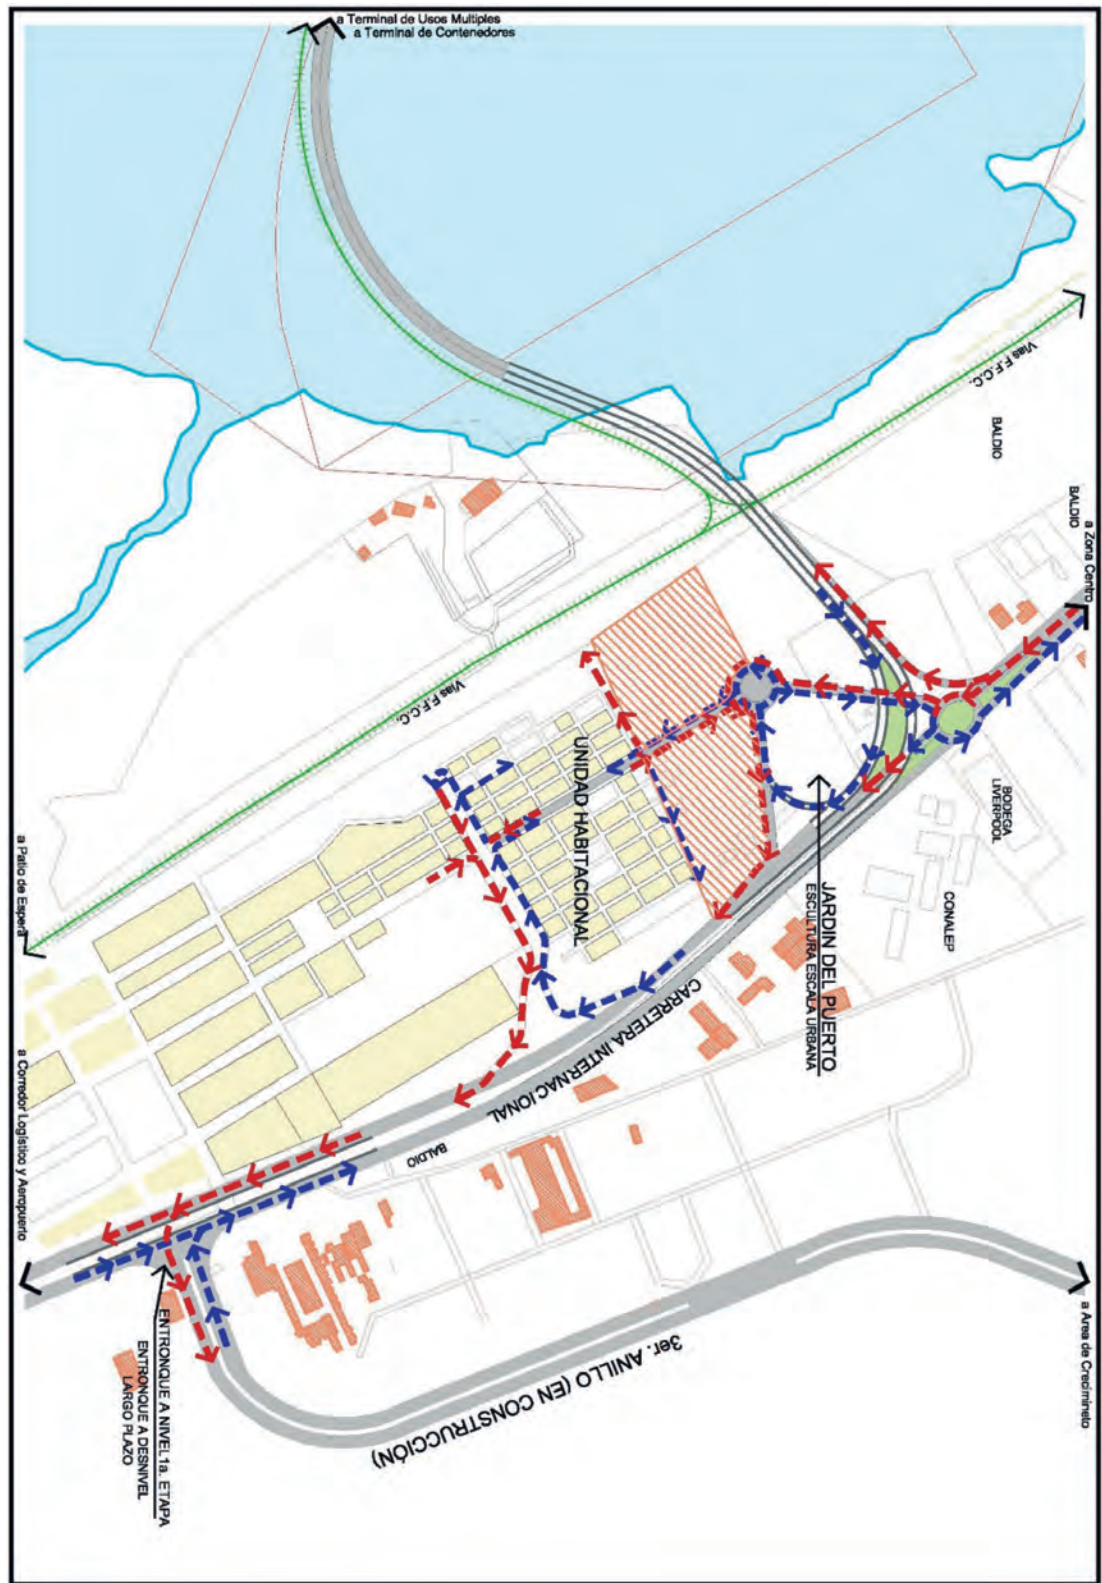 a Terminal de Usos Multiples
a Terminal de Contenedores
Vias F.F.C.C.
BALDIO
BALDIO
a Zona Centro
Vias F.F.C.C.
UNIDAD HABITACIONAL
BODEGA
LIVERPOOL
CONALEP
JARDIN DEL PUERTO
ESCULTURA ESCALA URBANA
CARRETERA INTERNACIONAL
BALDIO
a Patio de Espera
a Corredor Logístico y Aeropuerto
ENTRONQUE A NIVEL 1a. ETAPA
ENTRONQUE A DESNIVEL
LARGO PLAZO
3er. ANILLO (EN CONSTRUCCIÓN)
a Area de Crecimineto